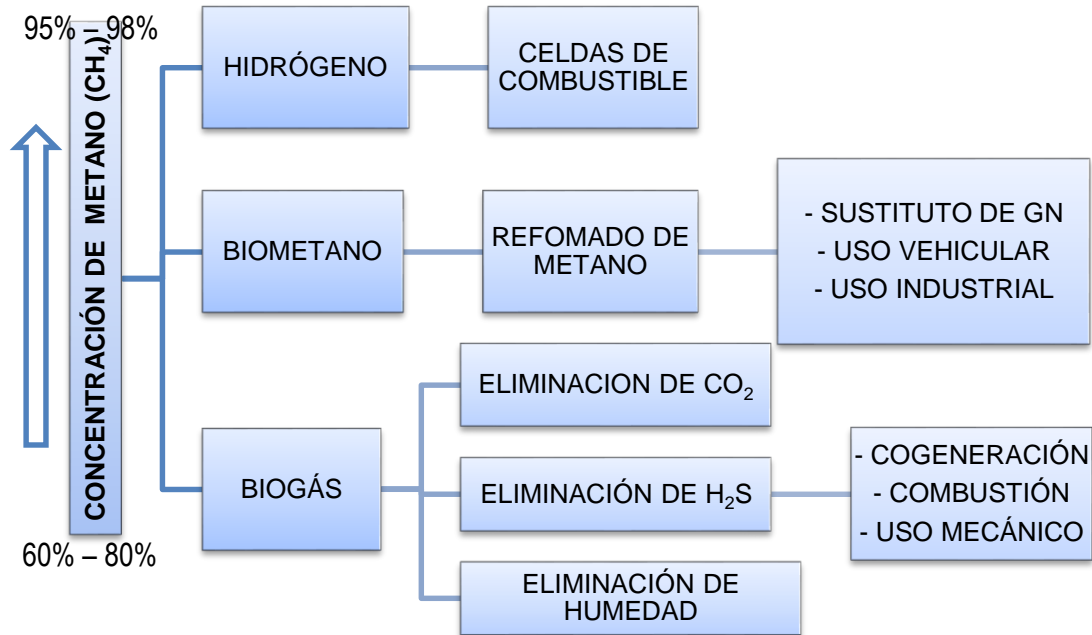 95% – 98%
CONCENTRACIÓN DE METANO (CH4)-
60% – 80%
HIDRÓGENO
CELDAS DE
COMBUSTIBLE
BIOMETANO
REFOMADO DE
METANO
- SUSTITUTO DE GN
- USO VEHICULAR
- USO INDUSTRIAL
BIOGÁS
ELIMINACION DE CO2
ELIMINACIÓN DE H2S
ELIMINACIÓN DE
HUMEDAD
- COGENERACIÓN
- COMBUSTIÓN
- USO MECÁNICO